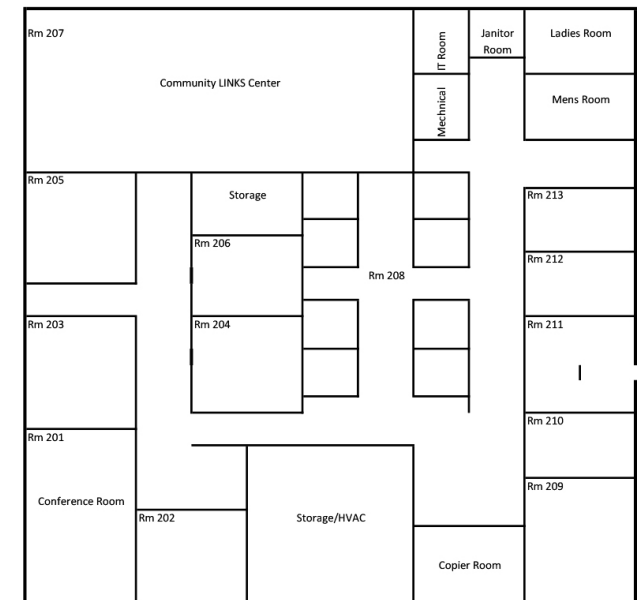 Rm 207
Community LINKS Center
IT Room
Mechnical
Janitor
Room
Ladies Room
Mens Room
Rm 205
Storage
Rm 206
Rm 208
Rm 213
Rm 212
Rm 203
Rm 204
Rm 211
Rm 201
Conference Room
Rm 202
Storage/HVAC
Rm 210
Rm 209
Copier Room